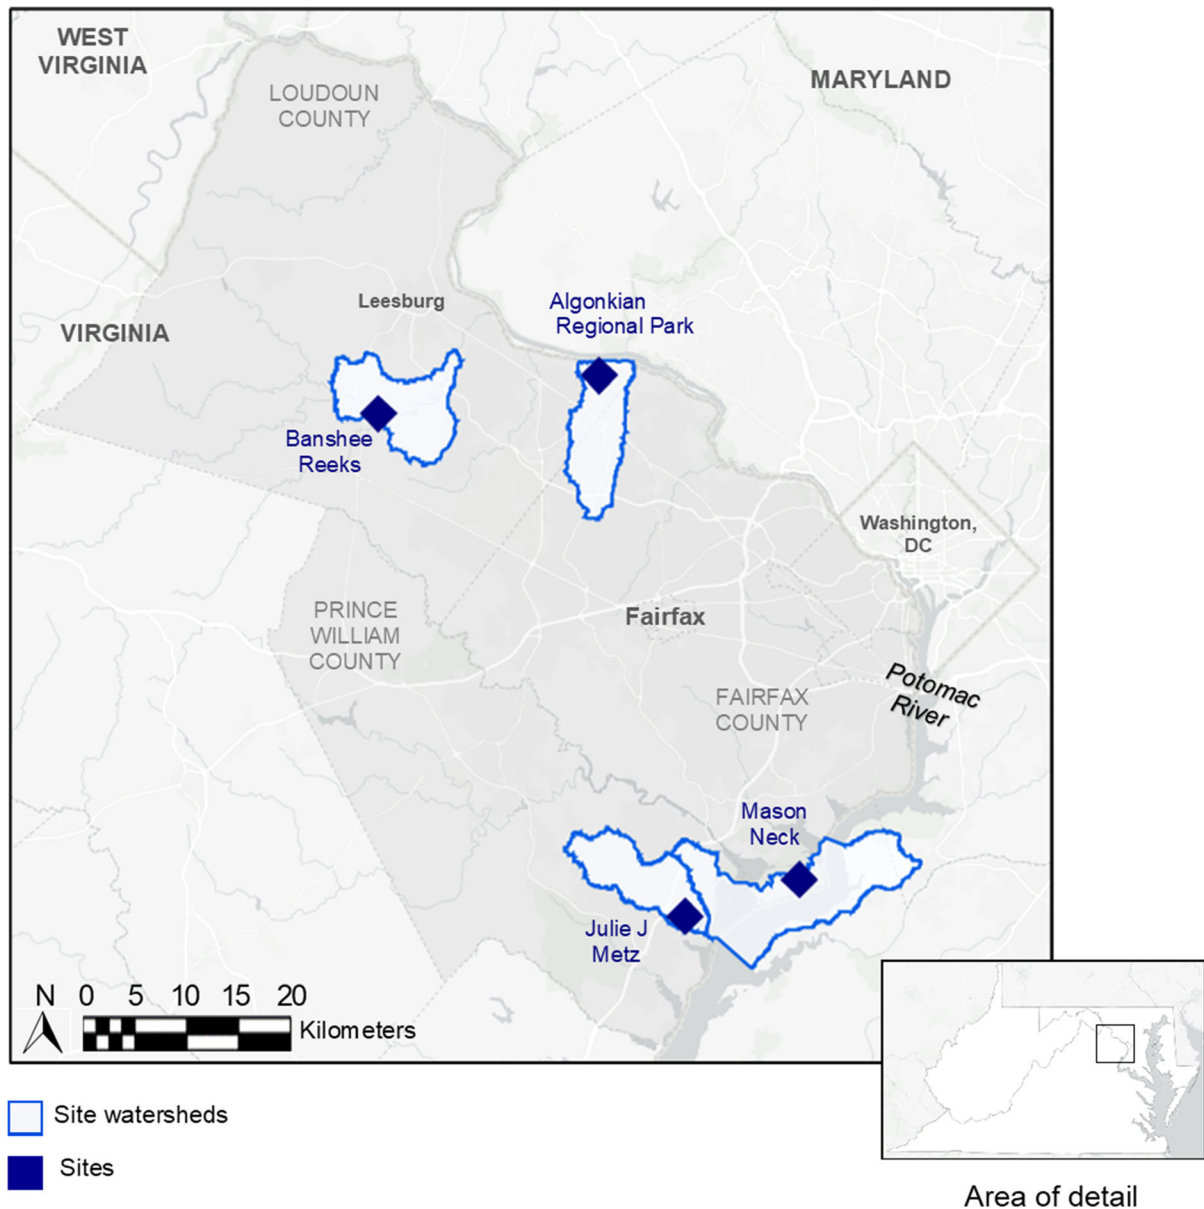 WEST
VIRGINIA
LOUDOUN
COUNTY
MARYLAND
Leesburg
Algonkian
Regional Park
VIRGINIA
Banshee
Reeks
Washington,
DC
PRINCE
WILLIAM
COUNTY
Fairfax
FAIRFAX
COUNTY
Potomac
River
Mason
Neck
Julie J
Metz
N 0 5 10 15 20
Kilometers
Site watersheds
Sites
Area of detail